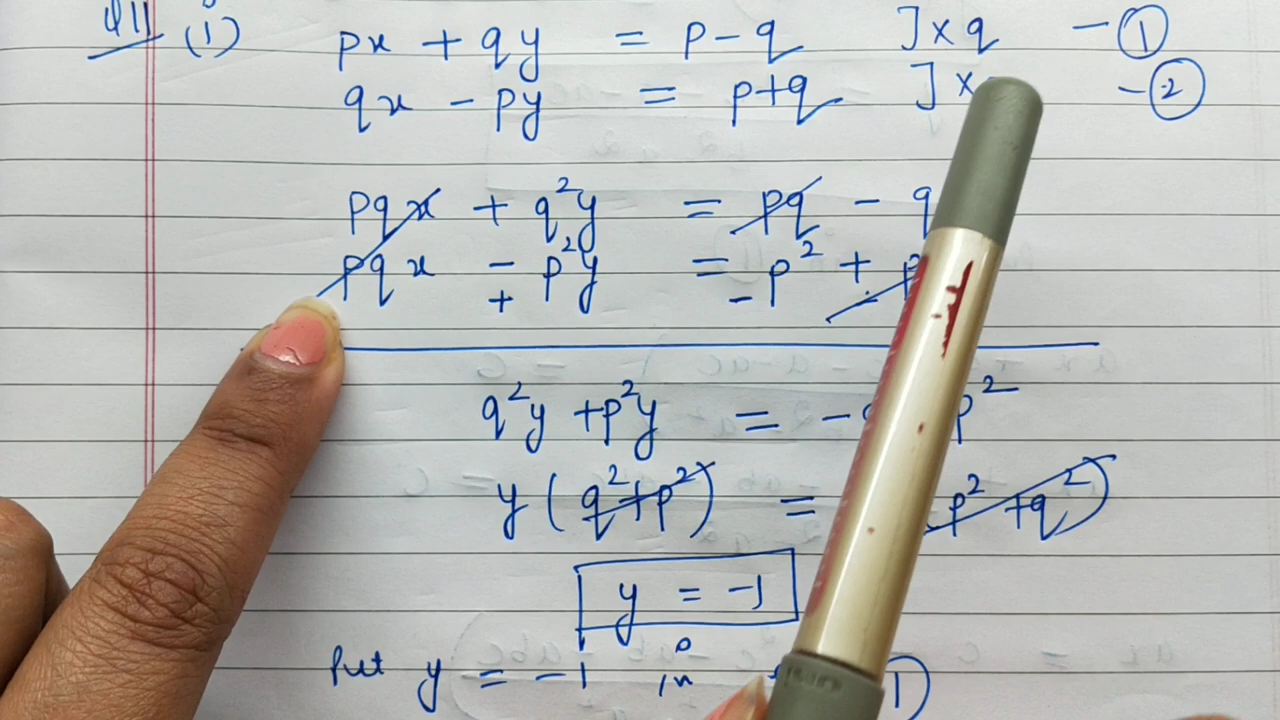 Q11 (i) px + qy = p-q ]×q -①
qx - py = p+q ]× -②
pqx + q²y = pq - q
pqx - p²y = p² + p
+ - -
q²y + p²y = - p²
y (q²+p²) = p² +q²)
y = -1
Put y = -1 in ①